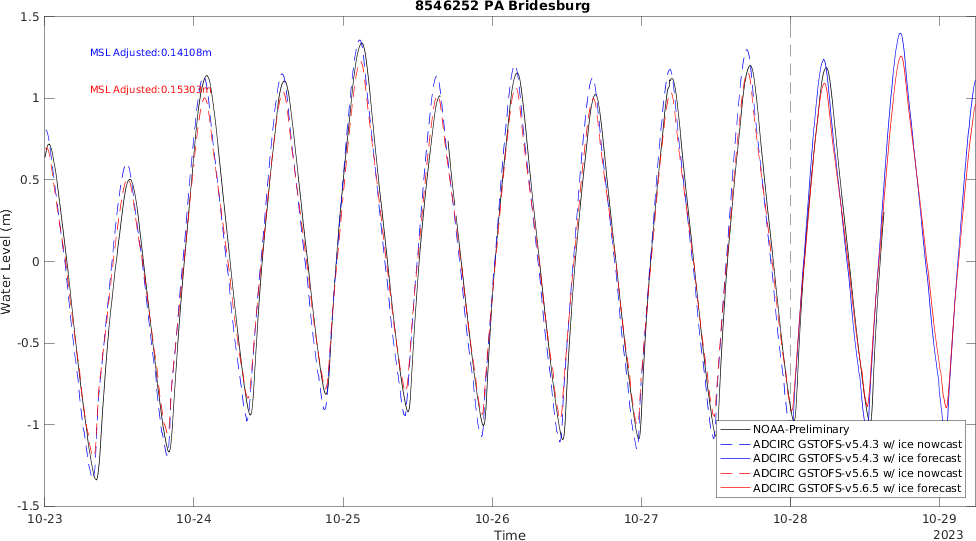 8546252 PA Bridesburg
MSL Adjusted:0.14108m
MSL Adjusted:0.15303m
Water Level (m)
1.5
1
0.5
0
-0.5
-1
-1.5
NOAA-Preliminary
ADCIRC GSTOFS-v5.4.3 w/ ice nowcast
ADCIRC GSTOFS-v5.4.3 w/ ice forecast
ADCIRC GSTOFS-v5.6.5 w/ ice nowcast
ADCIRC GSTOFS-v5.6.5 w/ ice forecast
10-23 10-24 10-25 10-26 10-27 10-28 10-29
2023
Time